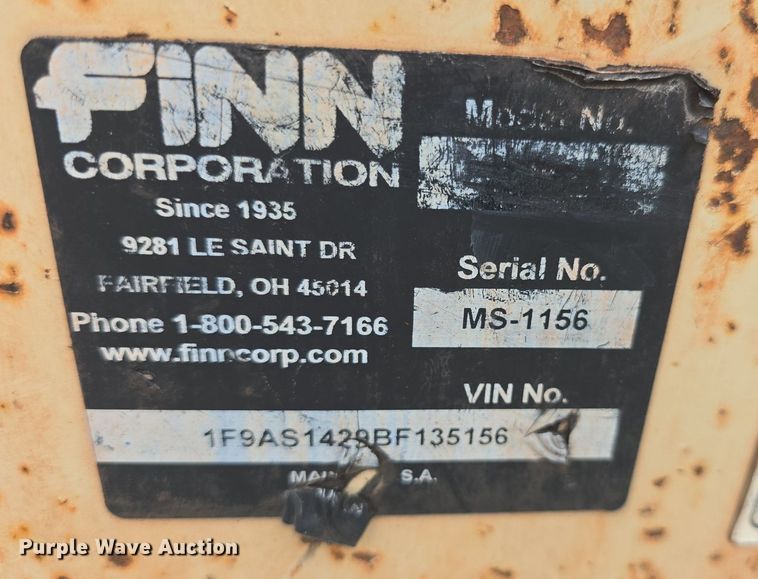 FINN
CORPORATION
Since 1935
9281 LE SAINT DR
FAIRFIELD, OH 45014
Phone 1-800-543-7166
www.finncorp.com
Model No.
Serial No.
MS-1156
VIN No.
1F9AS1429BF135156
S.A.
Purple Wave Auction